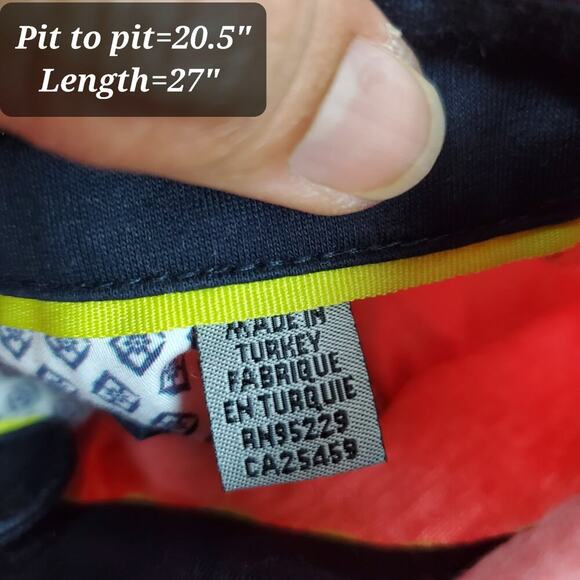 Pit to pit=20.5"
Length=27"
MADE IN
TURKEY
FABRIQUE
EN TURQUIE
RN95229
CA25459